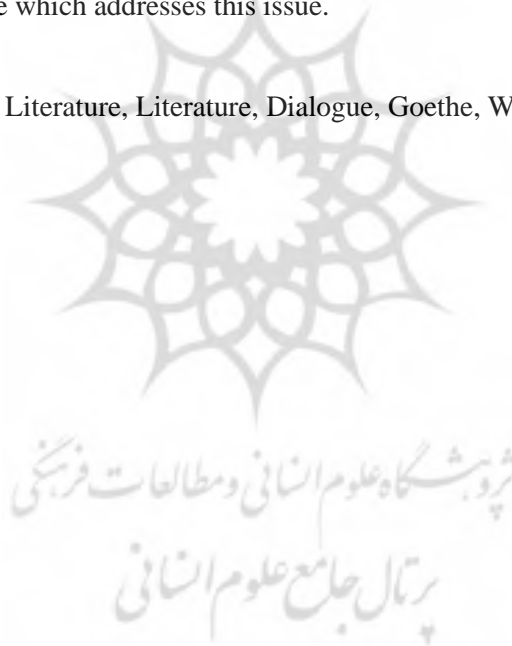 e which addresses this issue.
Literature, Literature, Dialogue, Goethe, W
پژوهشگاه علوم انسانی و مطالعات فرهنگی
پرتال جامع علوم انسانی